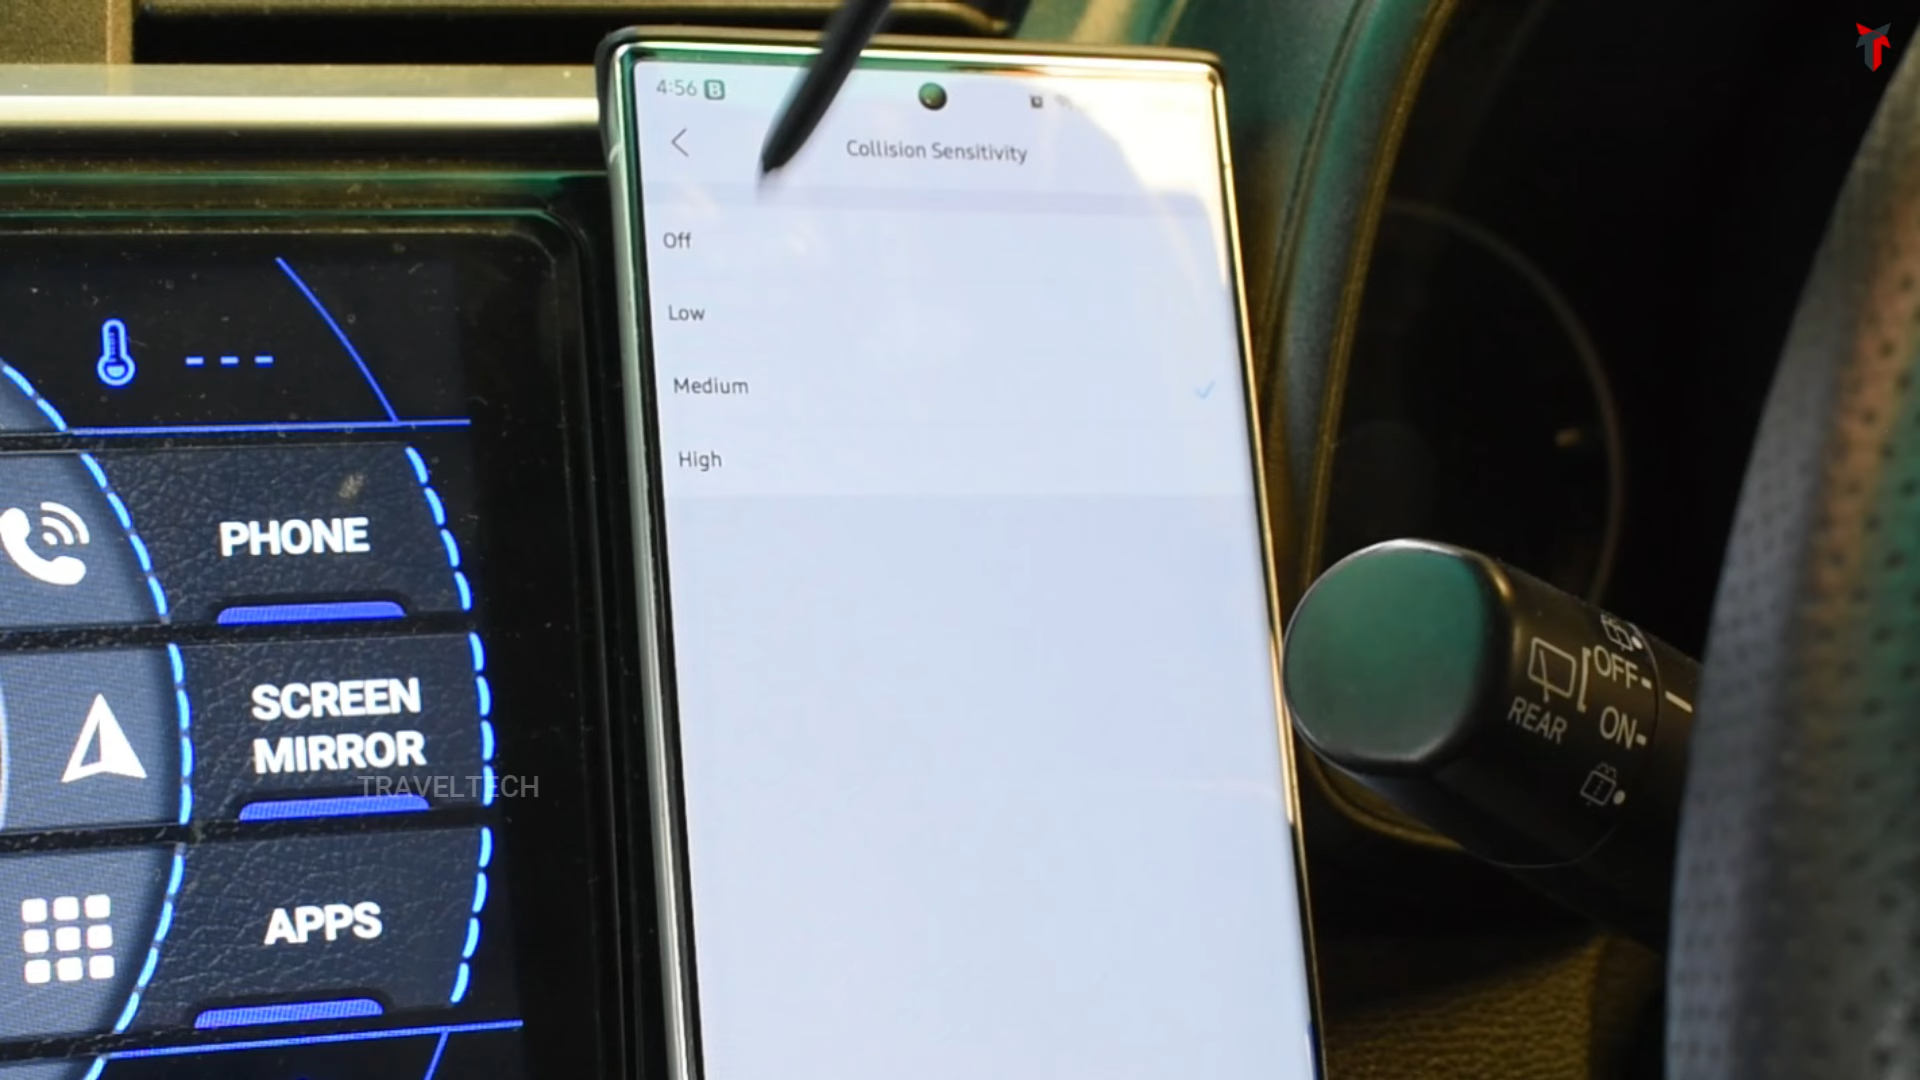 4:56 B
Collision Sensitivity
Off
Low
Medium
High
PHONE
SCREEN
MIRROR
APPS
TRAVELTECH
OFF
REAR
ON